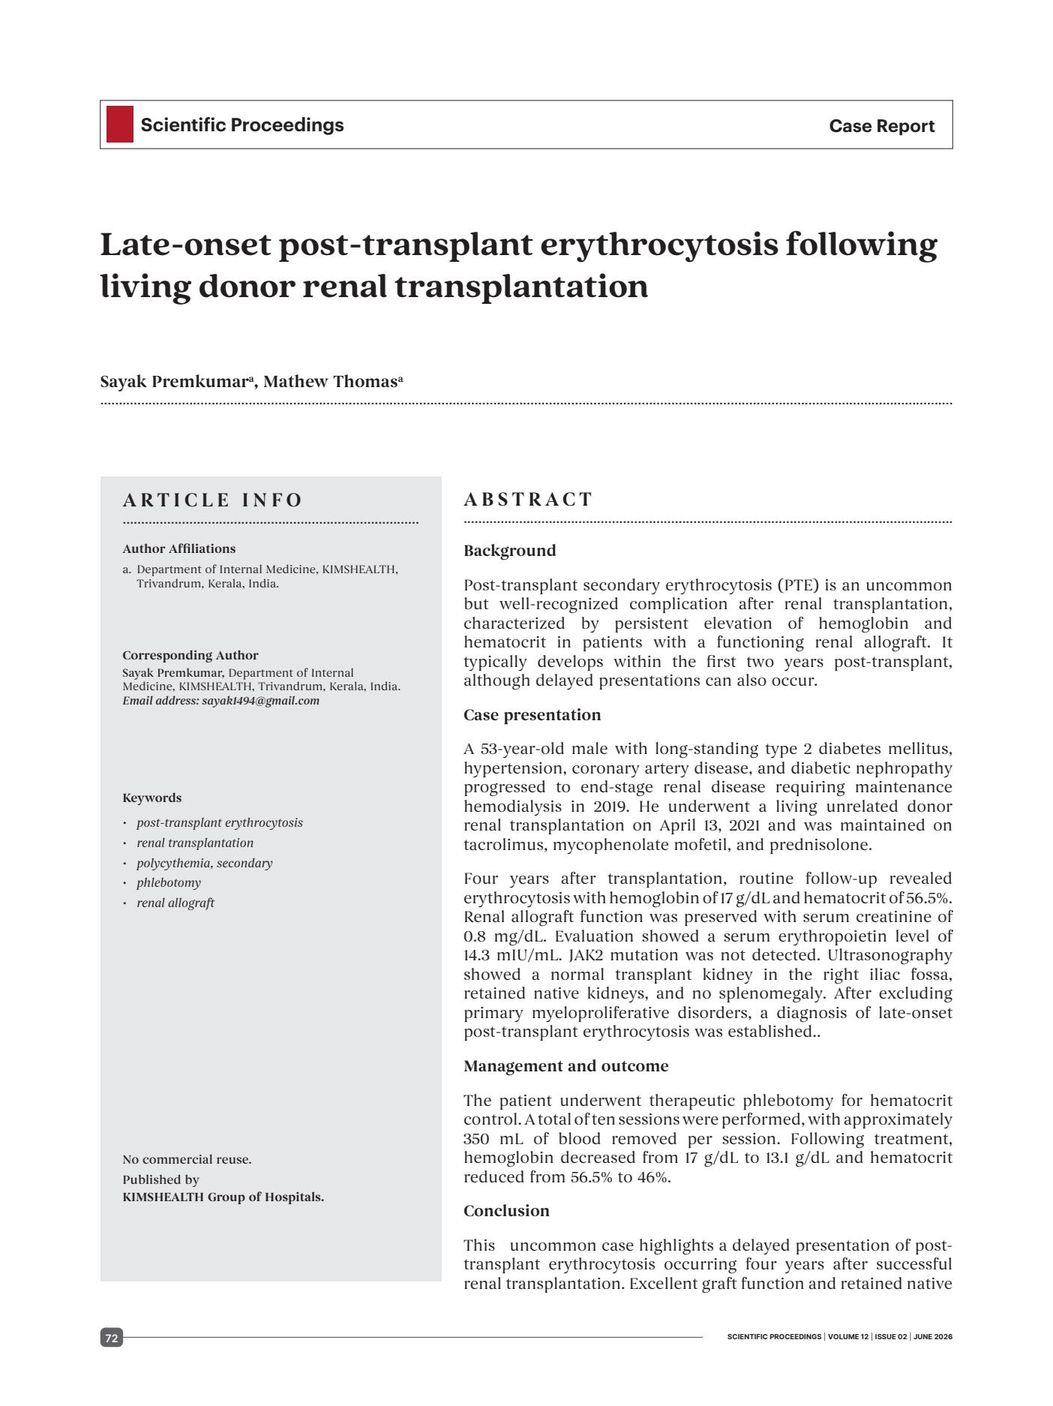 Scientific Proceedings
Case Report
Late-onset post-transplant erythrocytosis following
living donor renal transplantation
Sayak Premkumarª, Mathew Thomasª
ARTICLE INFO
Author Affiliations
a. Department of Internal Medicine, KIMSHEALTH,
Trivandrum, Kerala, India.
Corresponding Author
Sayak Premkumar, Department of Internal
Medicine, KIMSHEALTH, Trivandrum, Kerala, India.
Email address: sayak1494@gmail.com
Keywords
· post-transplant erythrocytosis
· renal transplantation
· polycythemia, secondary
· phlebotomy
· renal allograft
No commercial reuse.
Published by
KIMSHEALTH Group of Hospitals.
ABSTRACT
Background
Post-transplant secondary erythrocytosis (PTE) is an uncommon
but well-recognized complication after renal transplantation,
characterized by persistent elevation of hemoglobin and
hematocrit in patients with a functioning renal allograft. It
typically develops within the first two years post-transplant,
although delayed presentations can also occur.
Case presentation
A 53-year-old male with long-standing type 2 diabetes mellitus,
hypertension, coronary artery disease, and diabetic nephropathy
progressed to end-stage renal disease requiring maintenance
hemodialysis in 2019. He underwent a living unrelated donor
renal transplantation on April 13, 2021 and was maintained on
tacrolimus, mycophenolate mofetil, and prednisolone.
Four years after transplantation, routine follow-up revealed
erythrocytosis with hemoglobin of 17 g/dL and hematocrit of 56.5%.
Renal allograft function was preserved with serum creatinine of
0.8 mg/dL. Evaluation showed a serum erythropoietin level of
14.3 mIU/mL. JAK2 mutation was not detected. Ultrasonography
showed a normal transplant kidney in the right iliac fossa,
retained native kidneys, and no splenomegaly. After excluding
primary myeloproliferative disorders, a diagnosis of late-onset
post-transplant erythrocytosis was established..
Management and outcome
The patient underwent therapeutic phlebotomy for hematocrit
control. A total of ten sessions were performed, with approximately
350 mL of blood removed per session. Following treatment,
hemoglobin decreased from 17 g/dL to 13.1 g/dL and hematocrit
reduced from 56.5% to 46%.
Conclusion
This uncommon case highlights a delayed presentation of post-
transplant erythrocytosis occurring four years after successful
renal transplantation. Excellent graft function and retained native
72
SCIENTIFIC PROCEEDINGS | VOLUME 12 | ISSUE 02 | JUNE 2026